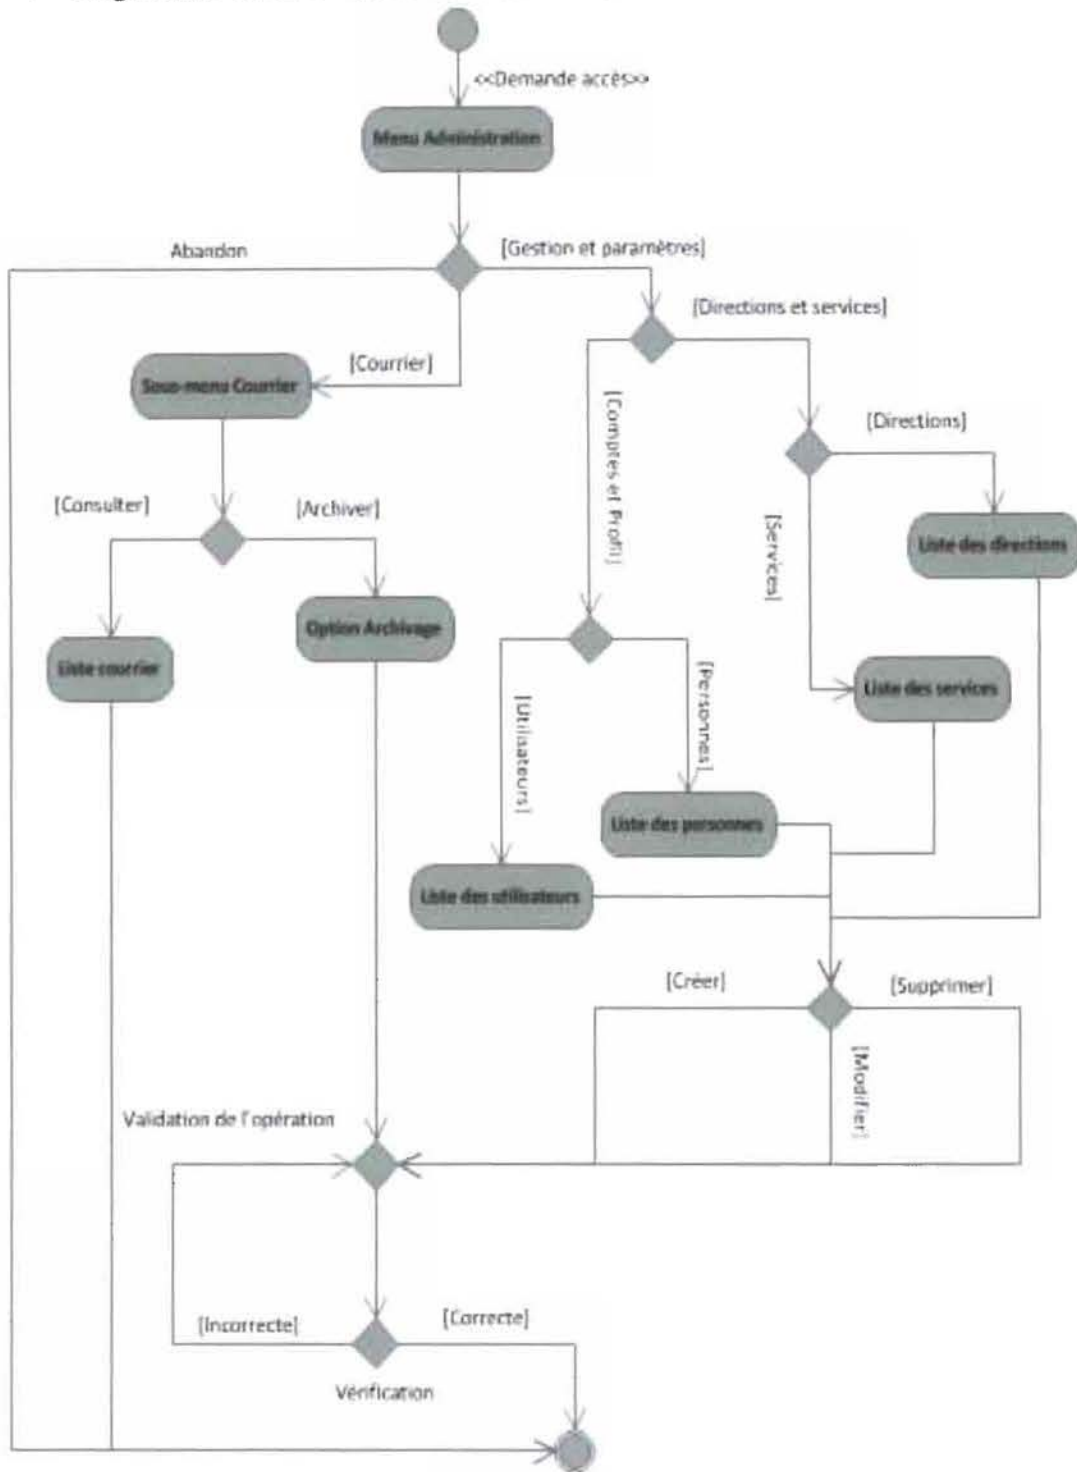 <<Demande accès>>
Menu Administration
Abandon
[Gestion et paramètres]
[Directions et services]
[Courrier]
Sous-menu Courrier
[Comptes et Profil]
[Directions]
[Consulter]
[Archiver]
[Services]
Liste des directions
Option Archivage
Liste courrier
[Personnes]
Liste des services
[Utilisateurs]
Liste des personnes
Liste des utilisateurs
[Créer]
[Supprimer]
[Modifier]
Validation de l'opération
[Incorrecte]
[Correcte]
Vérification